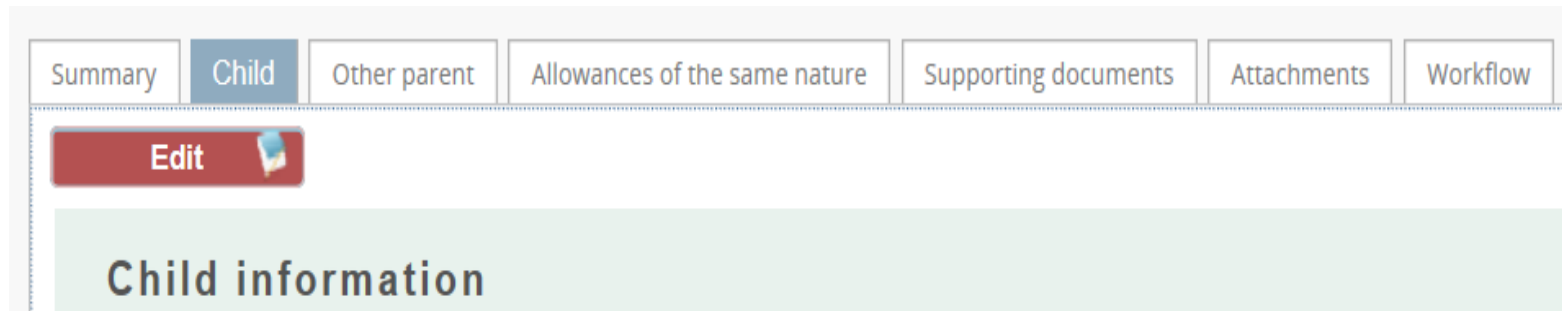 Summary Child Other parent Allowances of the same nature Supporting documents Attachments Workflow
Edit
Child information